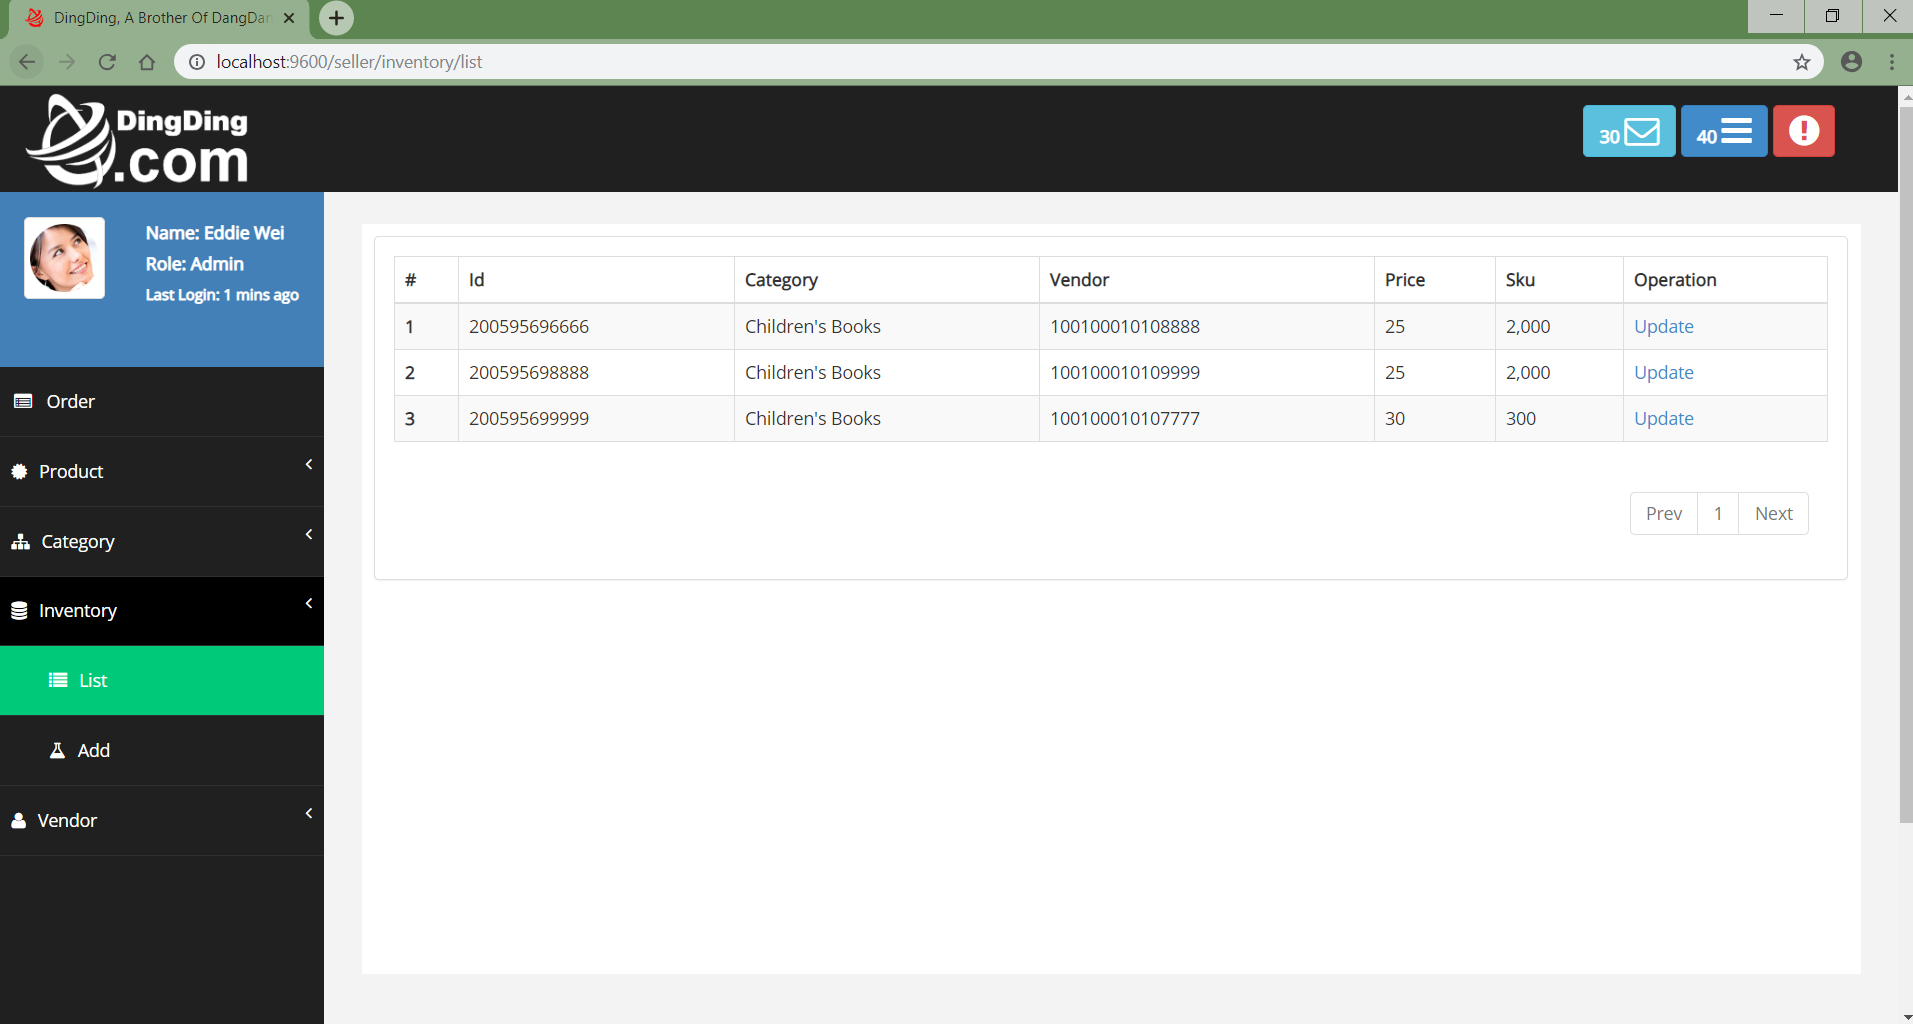 DingDing, A Brother Of DangDan
localhost:9600/seller/inventory/list
DingDing
.com
30
40
Name: Eddie Wei
Role: Admin
Last Login: 1 mins ago
Order
Product
Category
Inventory
List
Add
Vendor
# Id Category Vendor Price Sku Operation
1 200595696666 Children's Books 100100010108888 25 2,000 Update
2 200595698888 Children's Books 100100010109999 25 2,000 Update
3 200595699999 Children's Books 100100010107777 30 300 Update
Prev 1 Next